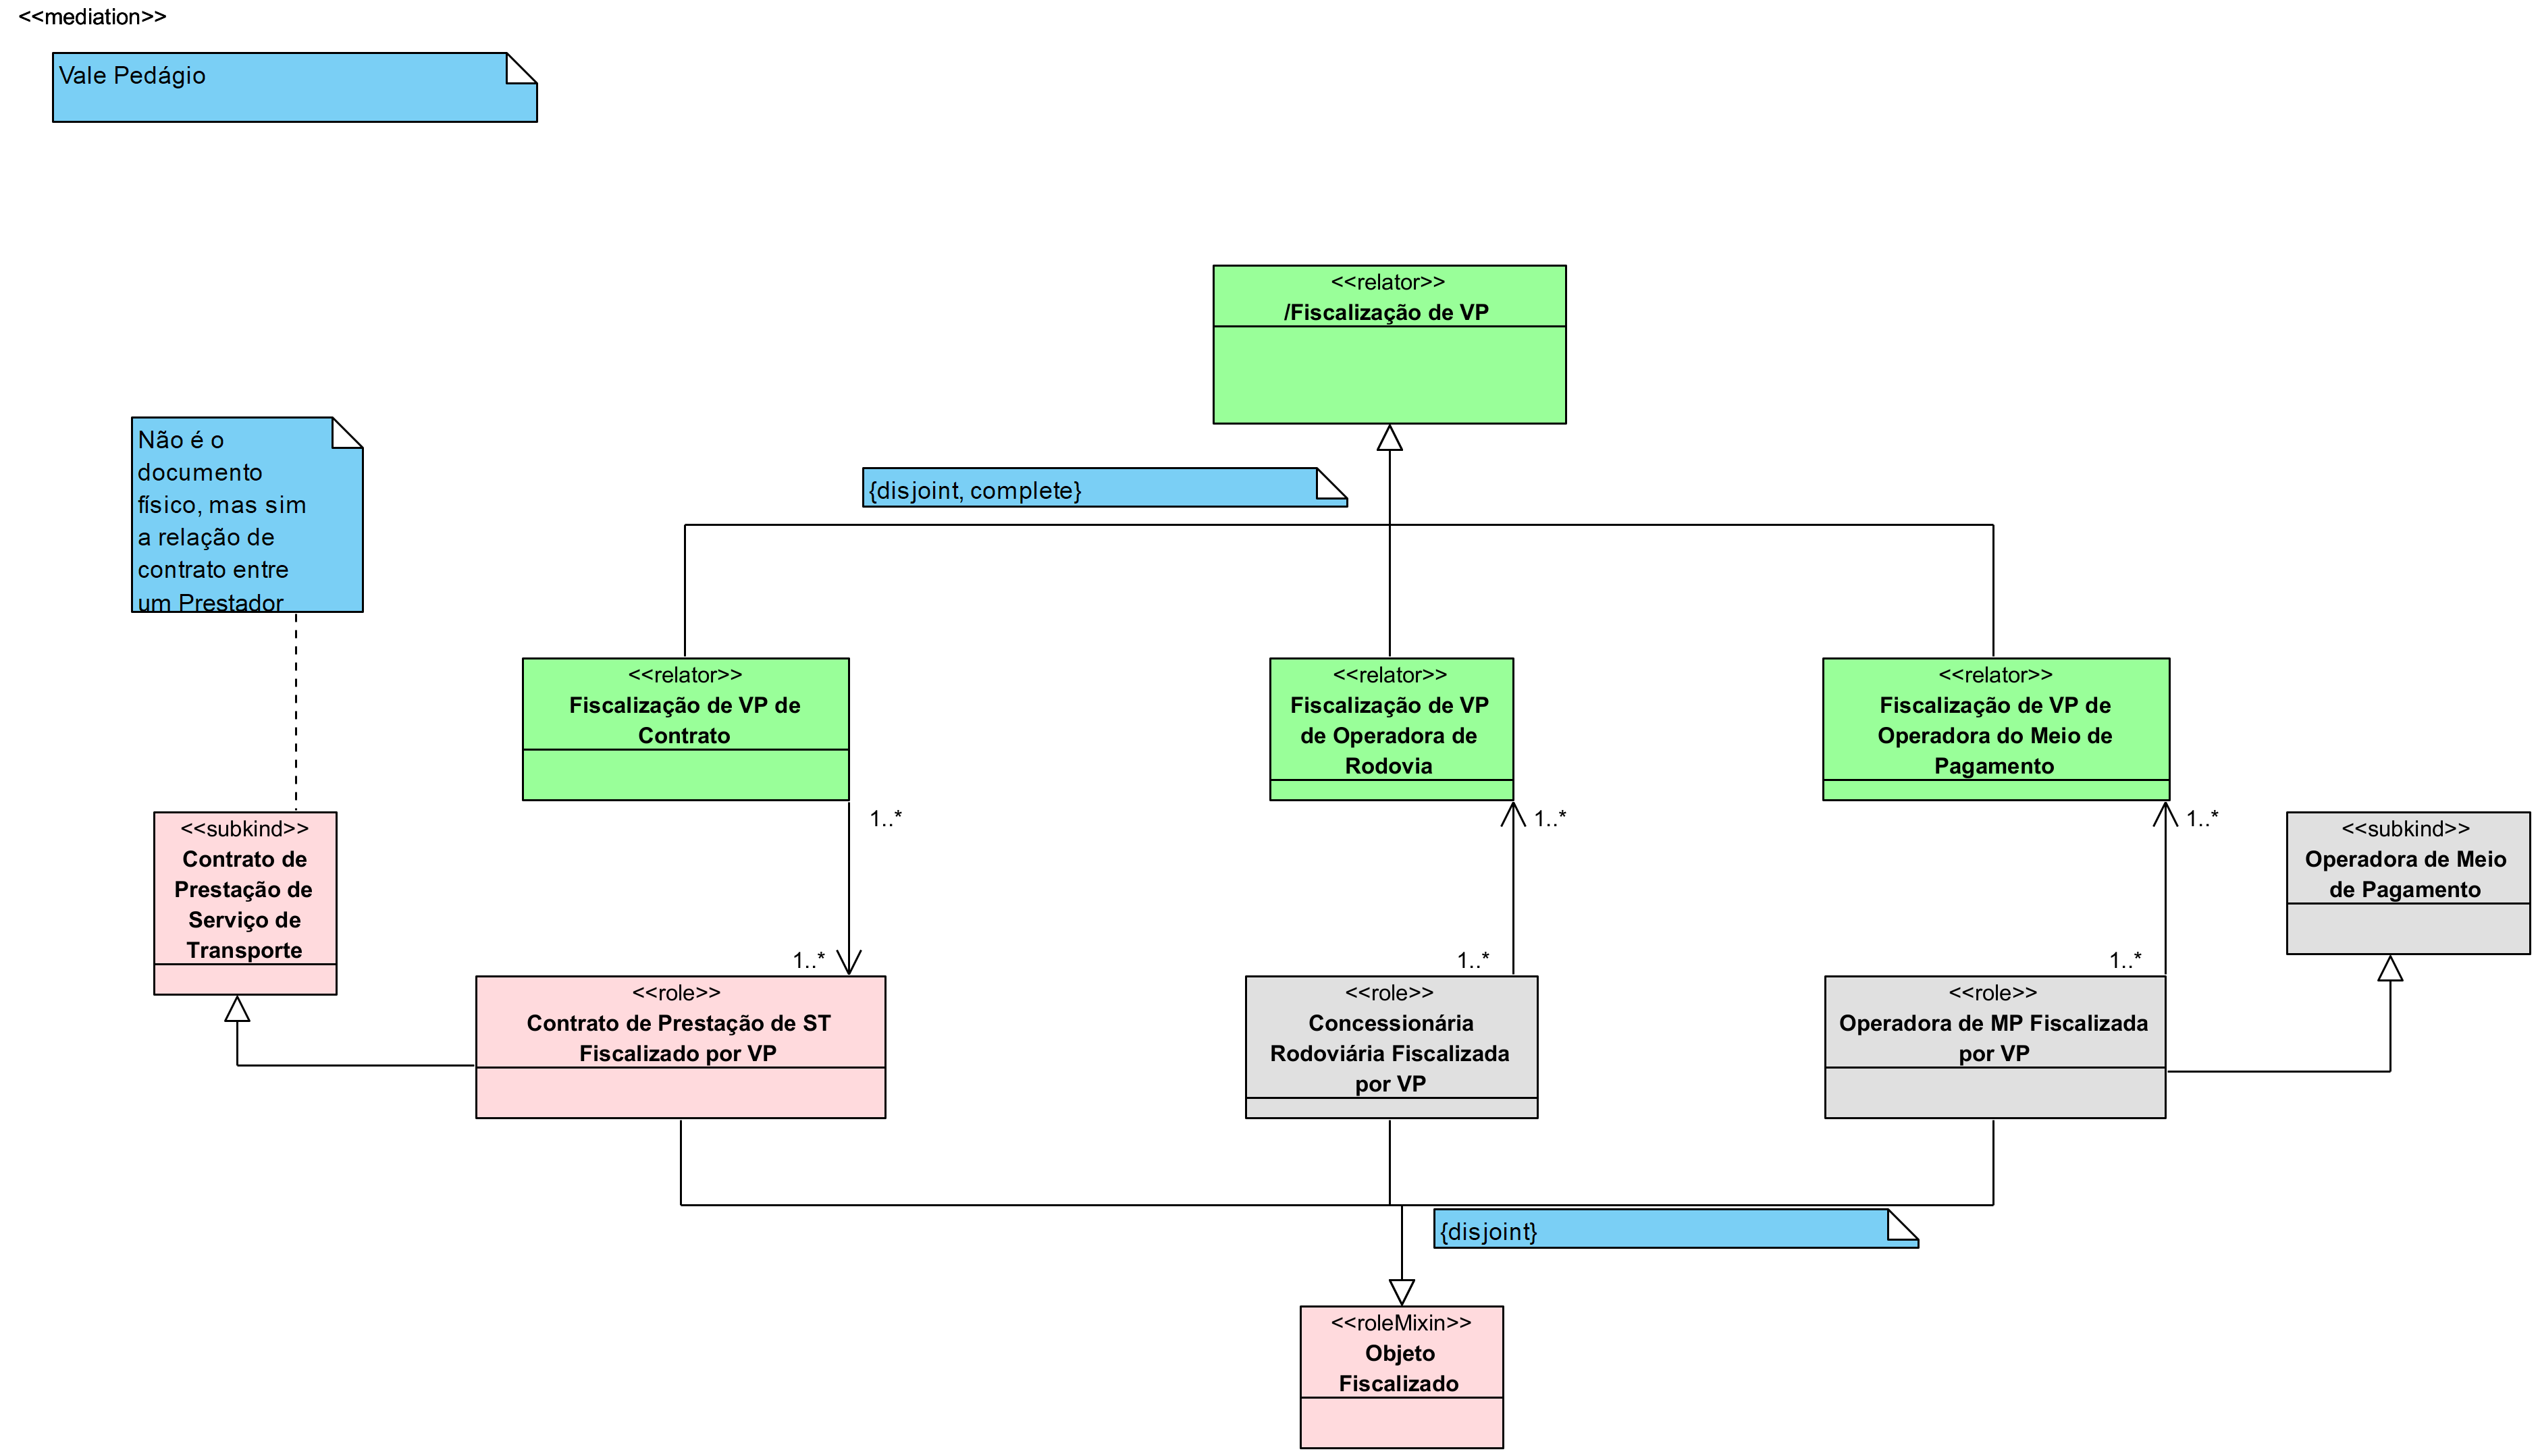 <<mediation>>
Vale Pedágio
<<relator>>
/Fiscalização de VP
Não é o
documento
físico, mas sim
a relação de
contrato entre
um Prestador
{disjoint, complete}
<<relator>>
Fiscalização de VP de
Contrato
<<relator>>
Fiscalização de VP
de Operadora de
Rodovia
<<relator>>
Fiscalização de VP de
Operadora do Meio de
Pagamento
1..*
1..*
1..*
<<subkind>>
Contrato de
Prestação de
Serviço de
Transporte
<<subkind>>
Operadora de Meio
de Pagamento
1..*
1..*
1..*
<<role>>
Contrato de Prestação de ST
Fiscalizado por VP
<<role>>
Concessionária
Rodoviária Fiscalizada
por VP
<<role>>
Operadora de MP Fiscalizada
por VP
{disjoint}
<<roleMixin>>
Objeto
Fiscalizado